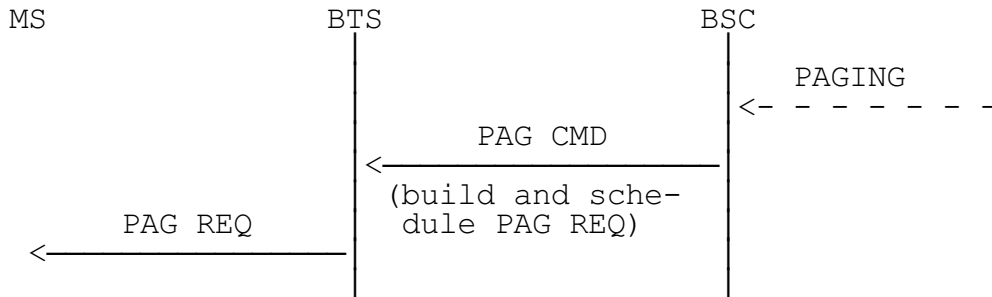 MS BTS BSC
PAGING
PAG CMD
(build and sche-
dule PAG REQ)
PAG REQ